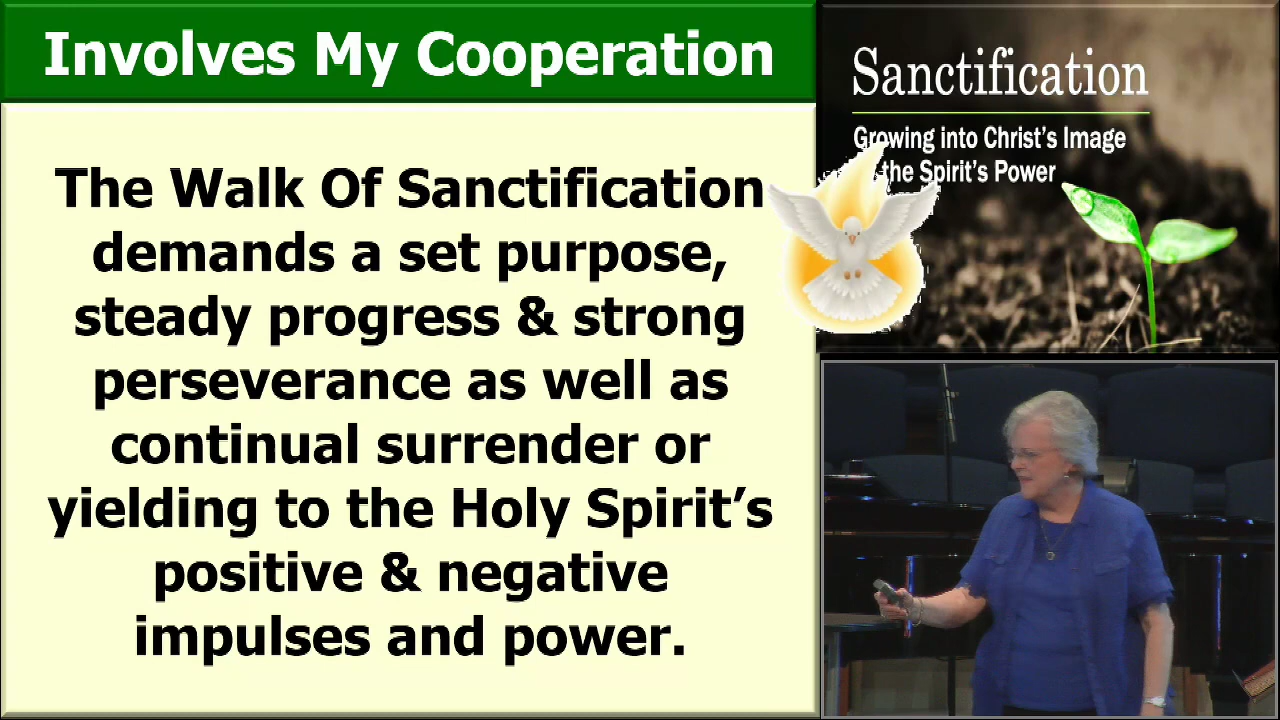 Involves My Cooperation
The Walk Of Sanctification
demands a set purpose,
steady progress & strong
perseverance as well as
continual surrender or
yielding to the Holy Spirit’s
positive & negative
impulses and power.
Sanctification
Growing into Christ’s Image
the Spirit’s Power